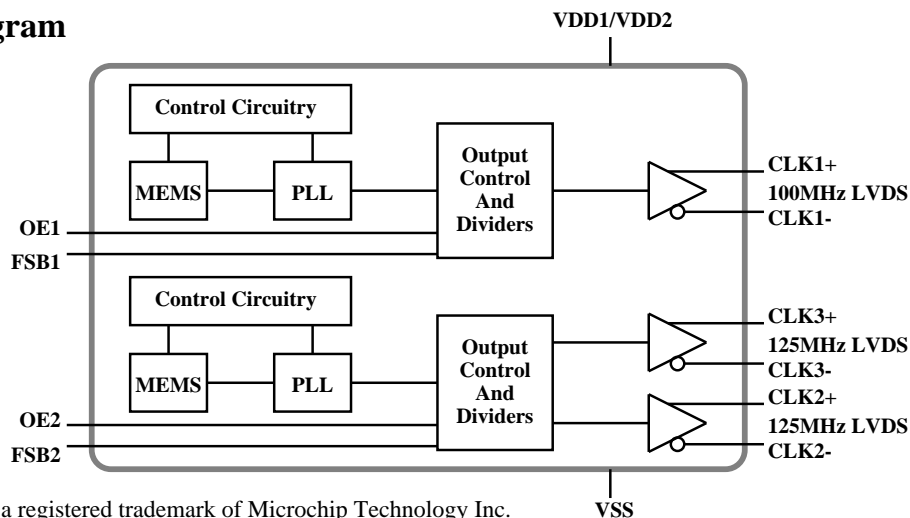 gram
VDD1/VDD2
Control Circuitry
MEMS
PLL
Output
Control
And
Dividers
CLK1+
100MHz LVDS
CLK1-
OE1
FSB1
Control Circuitry
MEMS
PLL
Output
Control
And
Dividers
CLK3+
125MHz LVDS
CLK3-
CLK2+
125MHz LVDS
CLK2-
OE2
FSB2
a registered trademark of Microchip Technology Inc.
VSS